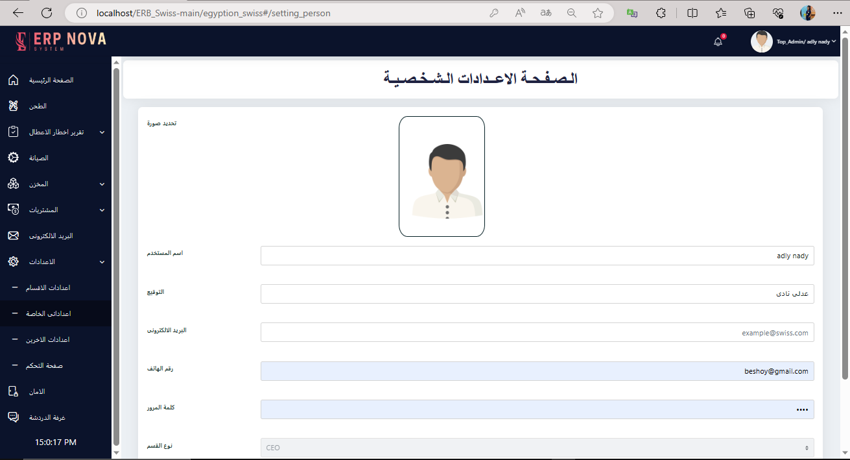 localhost/ERB_Swiss-main/egyption_swiss#/setting_person
ERP NOVA
SYSTEM
8
Top_Admin/ adly nady
الصفحة الرئيسية
الطحن
تقرير اخطار الاعطال
الصيانة
المخزن
المشتريات
البريد الالكترونى
الاعدادات
اعدادات الاقسام
اعداداتى الخاصة
اعدادات الاخرين
صفحة التحكم
الامان
غرفة الدردشة
15:0:17 PM
الصفحة الاعدادات الشخصية
تحديد صورة
اسم المستخدم
adly nady
التوقيع
عدلى نادى
البريد الالكترونى
example@swiss.com
رقم الهاتف
beshoy@gmail.com
كلمة المرور
••••
نوع القسم
CEO